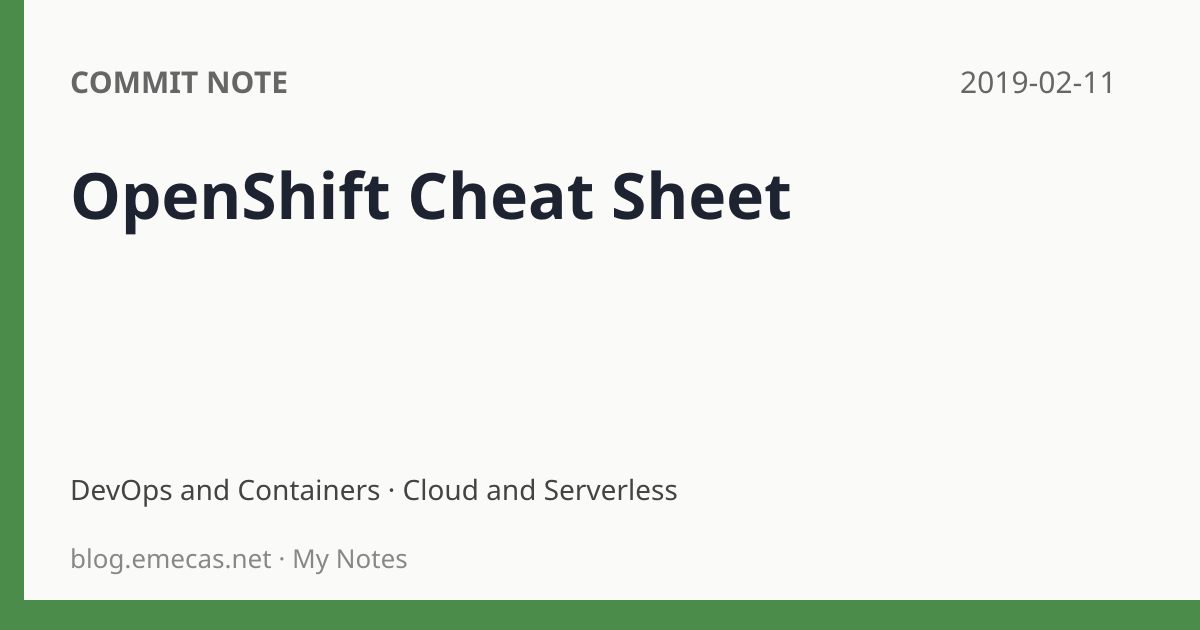 COMMIT NOTE
2019-02-11
OpenShift Cheat Sheet
DevOps and Containers · Cloud and Serverless
blog.emecas.net · My Notes